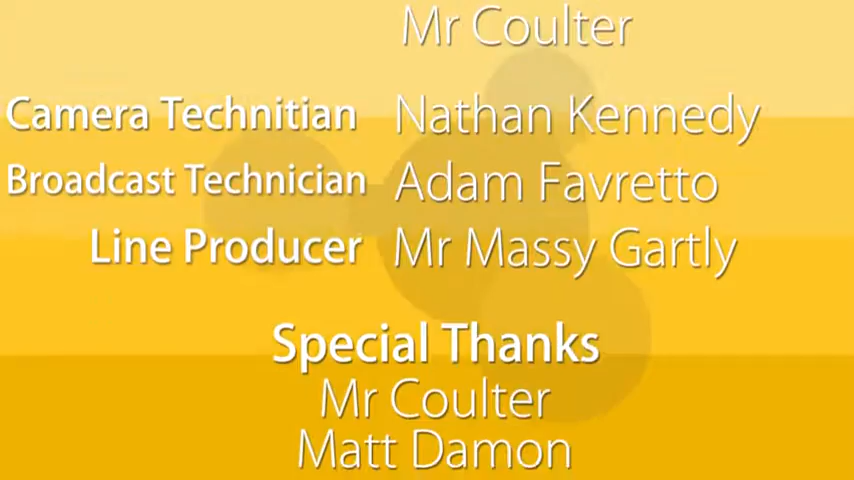 Mr Coulter
Camera Technitian Nathan Kennedy
Broadcast Technician Adam Favretto
Line Producer Mr Massy Gartly
Special Thanks
Mr Coulter
Matt Damon